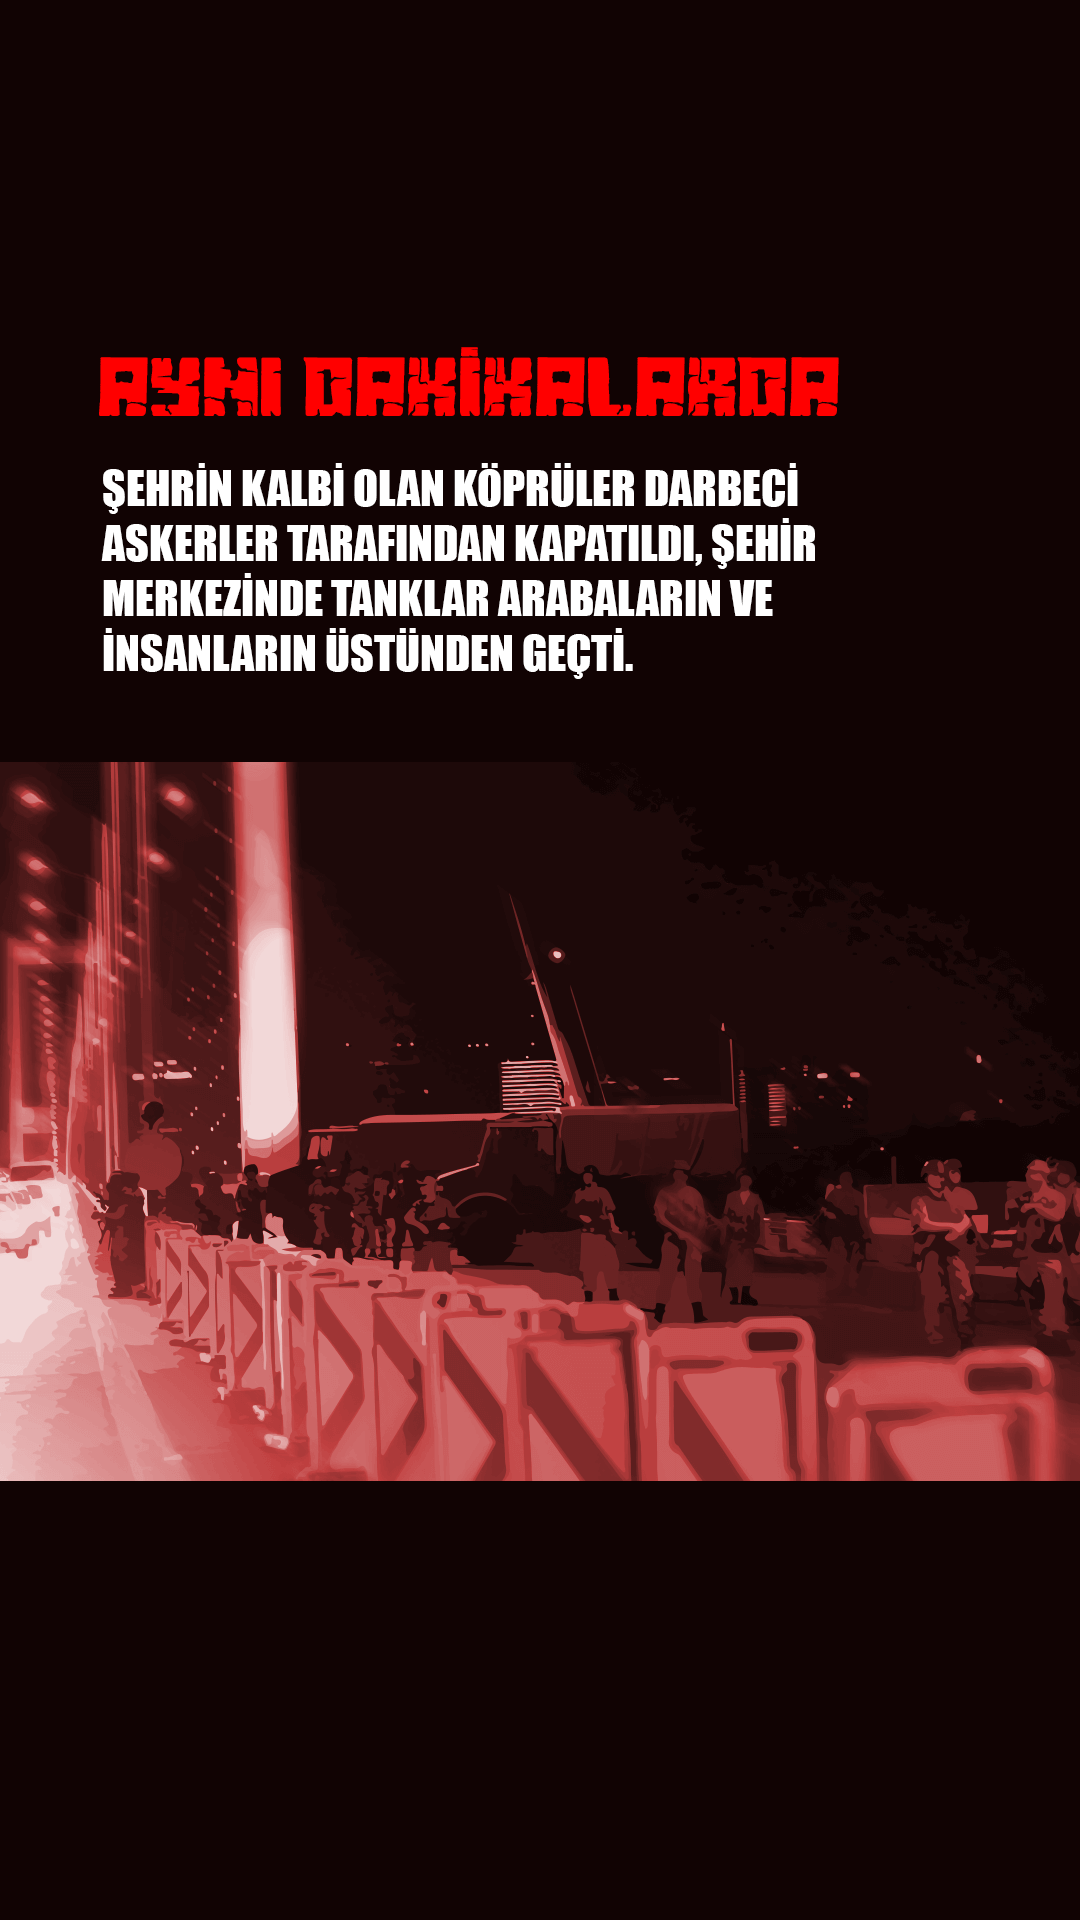 AYNI DAKİKALARDA
ŞEHRİN KALBİ OLAN KÖPRÜLER DARBECİ
ASKERLER TARAFINDAN KAPATILDI, ŞEHİR
MERKEZİNDE TANKLAR ARABALARIN VE
İNSANLARIN ÜSTÜNDEN GEÇTİ.